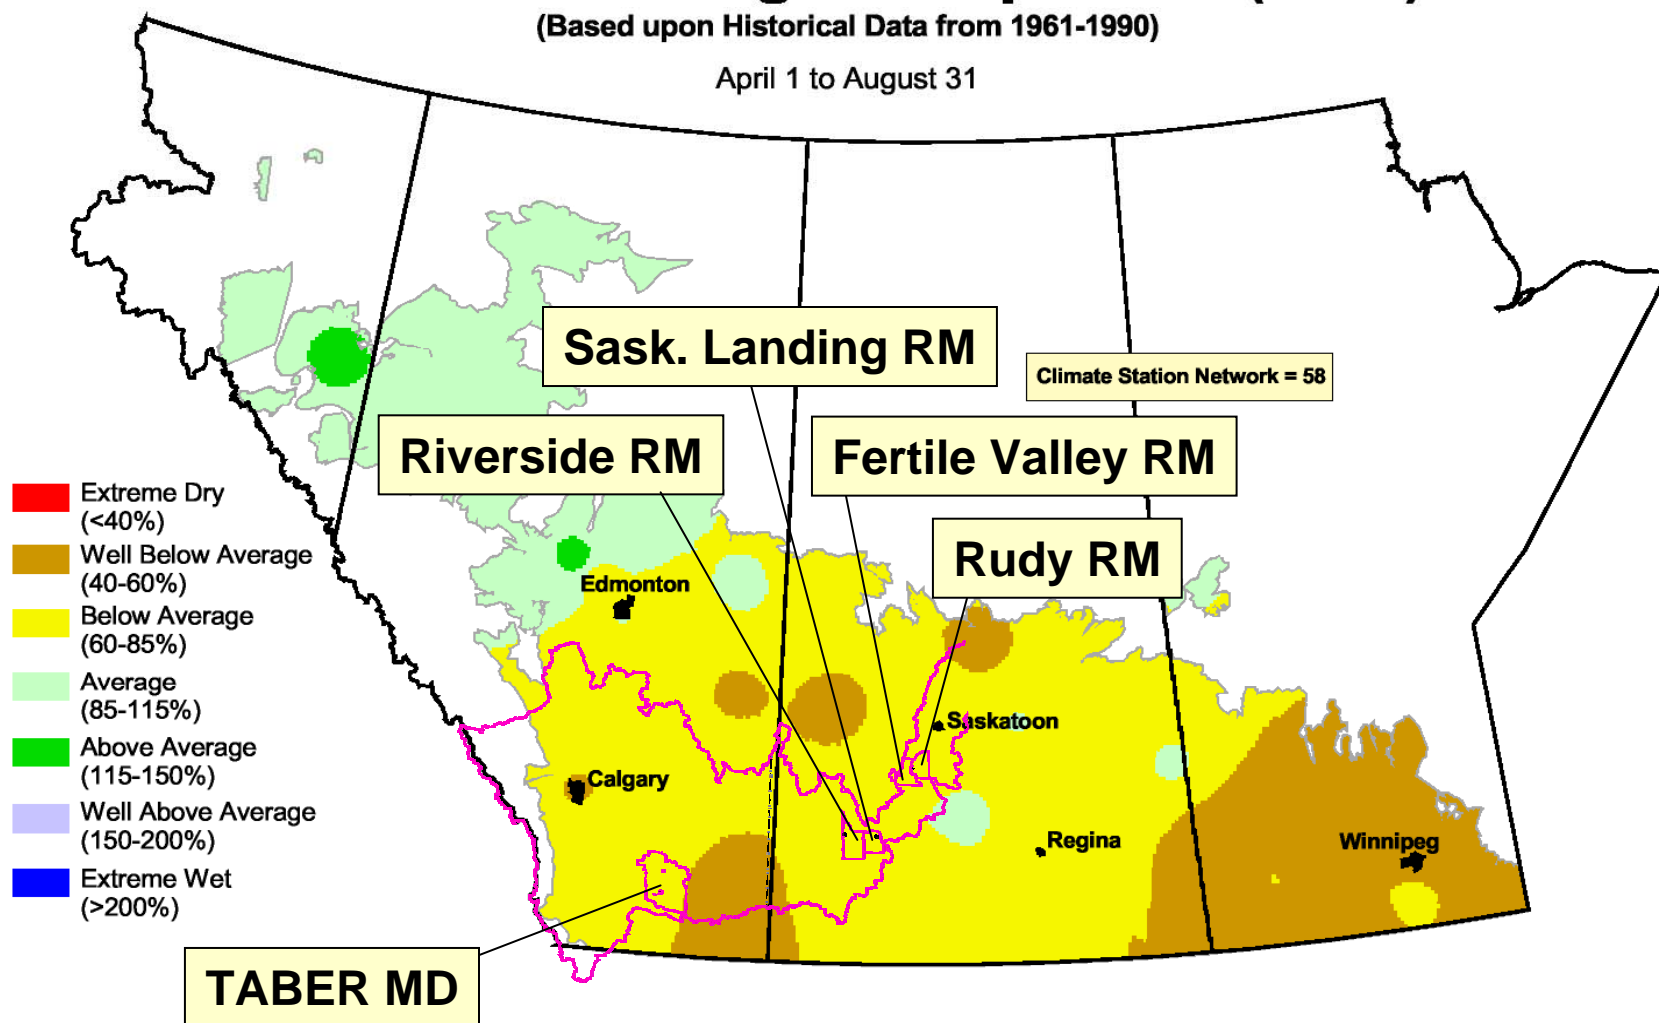 (Based upon Historical Data from 1961-1990)
April 1 to August 31
Sask. Landing RM
Climate Station Network = 58
Riverside RM
Fertile Valley RM
Rudy RM
Extreme Dry
(<40%)
Well Below Average
(40-60%)
Below Average
(60-85%)
Average
(85-115%)
Above Average
(115-150%)
Well Above Average
(150-200%)
Extreme Wet
(>200%)
Edmonton
Saskatoon
Calgary
Regina
Winnipeg
TABER MD